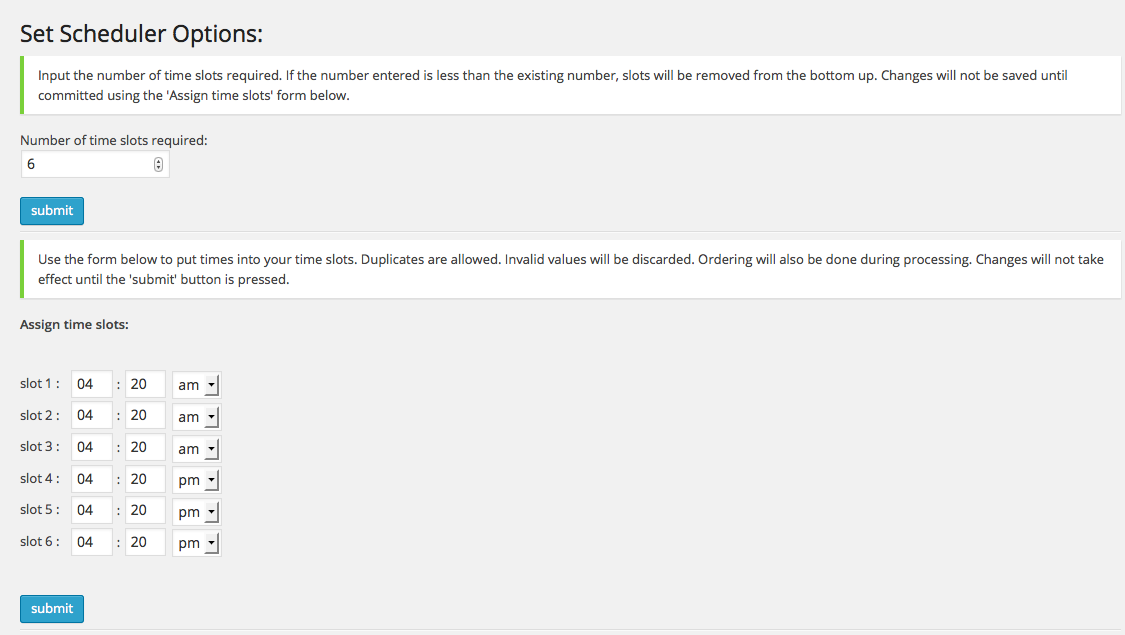 Set Scheduler Options:
Input the number of time slots required. If the number entered is less than the existing number, slots will be removed from the bottom up. Changes will not be saved until
committed using the 'Assign time slots' form below.
Number of time slots required:
6
submit
Use the form below to put times into your time slots. Duplicates are allowed. Invalid values will be discarded. Ordering will also be done during processing. Changes will not take
effect until the 'submit' button is pressed.
Assign time slots:
slot 1 : 04 : 20 am
slot 2 : 04 : 20 am
slot 3 : 04 : 20 am
slot 4 : 04 : 20 pm
slot 5 : 04 : 20 pm
slot 6 : 04 : 20 pm
submit